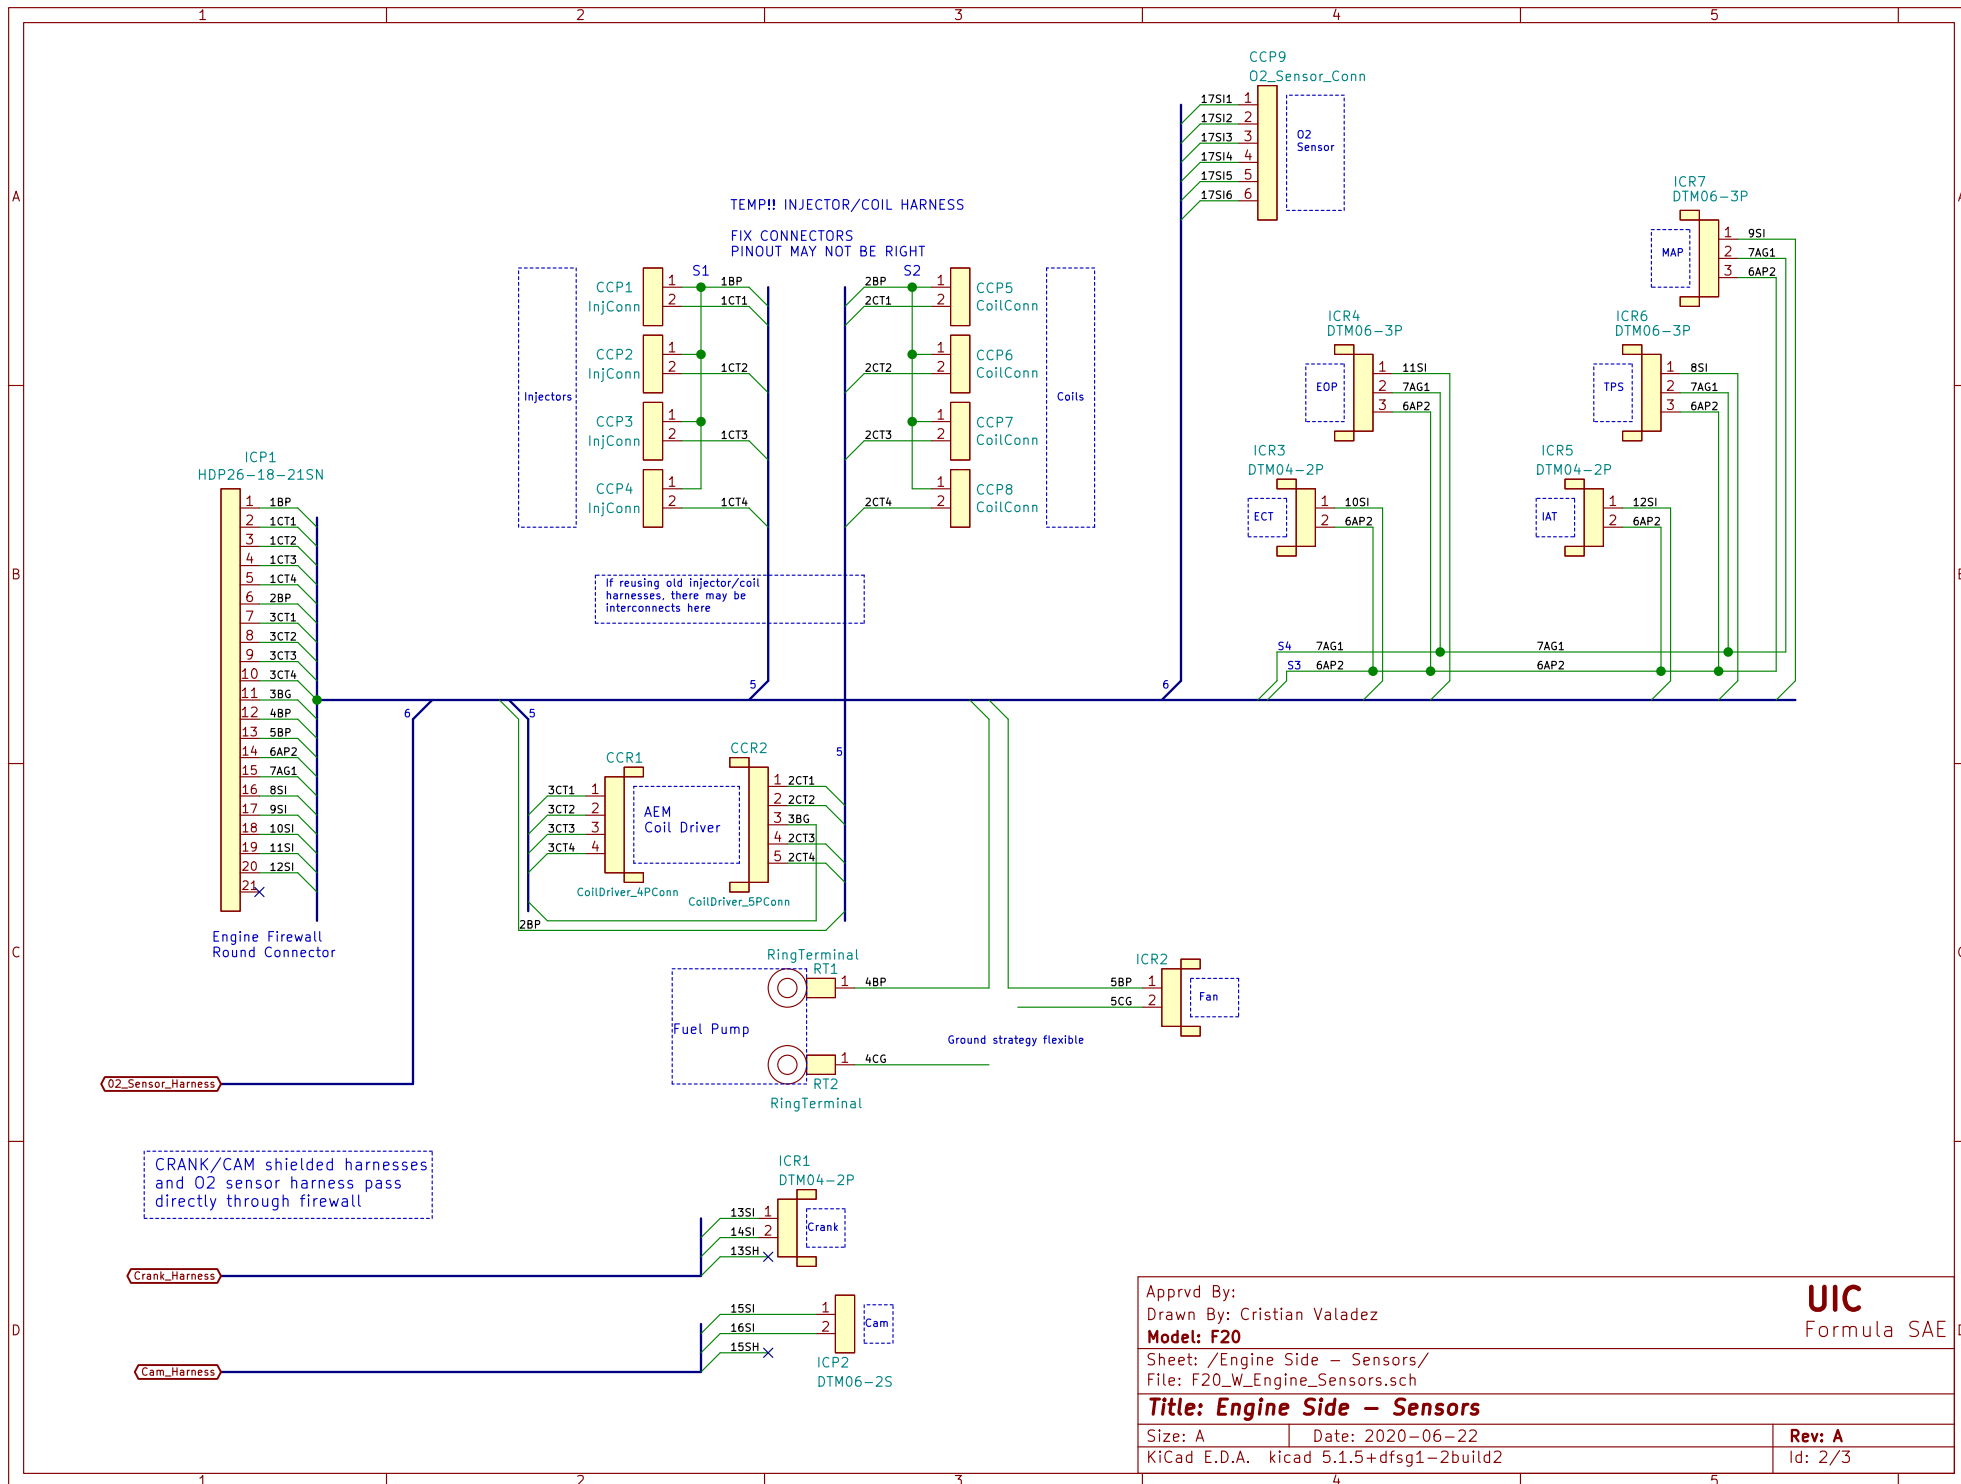 1
2
3
4
5
A
B
C
D
CCP9
O2_Sensor_Conn
17SI1 1
17SI2 2
17SI3 3
17SI4 4
17SI5 5
17SI6 6
O2
Sensor
TEMP!! INJECTOR/COIL HARNESS
FIX CONNECTORS
PINOUT MAY NOT BE RIGHT
Injectors
S1
CCP1
InjConn
1 1BP
2 1CT1
CCP2
InjConn
1
2 1CT2
CCP3
InjConn
1
2 1CT3
CCP4
InjConn
1
2 1CT4
S2
2BP 1
2CT1 2
CCP5
CoilConn
1
2CT2 2
CCP6
CoilConn
1
2CT3 2
CCP7
CoilConn
1
2CT4 2
CCP8
CoilConn
Coils
If reusing old injector/coil
harnesses, there may be
interconnects here
ICR7
DTM06-3P
MAP
1 9SI
2 7AG1
3 6AP2
ICR4
DTM06-3P
EOP
1 11SI
2 7AG1
3 6AP2
ICR6
DTM06-3P
TPS
1 8SI
2 7AG1
3 6AP2
ICR3
DTM04-2P
ECT
1 10SI
2 6AP2
ICR5
DTM04-2P
IAT
1 12SI
2 6AP2
S4 7AG1 7AG1
S3 6AP2 6AP2
ICP1
HDP26-18-21SN
1 1BP
2 1CT1
3 1CT2
4 1CT3
5 1CT4
6 2BP
7 3CT1
8 3CT2
9 3CT3
10 3CT4
11 3BG
12 4BP
13 5BP
14 6AP2
15 7AG1
16 8SI
17 9SI
18 10SI
19 11SI
20 12SI
21
Engine Firewall
Round Connector
6
5
5
5
6
CCR1
3CT1 1
3CT2 2
3CT3 3
3CT4 4
CoilDriver_4PConn
AEM
Coil Driver
CCR2
1 2CT1
2 2CT2
3 3BG
4 2CT3
5 2CT4
CoilDriver_5PConn
2BP
RingTerminal
RT1
1 4BP
Fuel Pump
1 4CG
RT2
RingTerminal
ICR2
5BP 1
5CG 2
Fan
Ground strategy flexible
O2_Sensor_Harness
CRANK/CAM shielded harnesses
and O2 sensor harness pass
directly through firewall
ICR1
DTM04-2P
13SI 1
14SI 2
13SH
Crank
Crank_Harness
15SI 1
16SI 2
15SH
Cam
ICP2
DTM06-2S
Cam_Harness
Apprvd By:
Drawn By: Cristian Valadez
Model: F20
UIC
Formula SAE
Sheet: /Engine Side - Sensors/
File: F20_W_Engine_Sensors.sch
Title: Engine Side - Sensors
Size: A Date: 2020-06-22 Rev: A
KiCad E.D.A. kicad 5.1.5+dfsg1-2build2 Id: 2/3
1
2
3
4
5